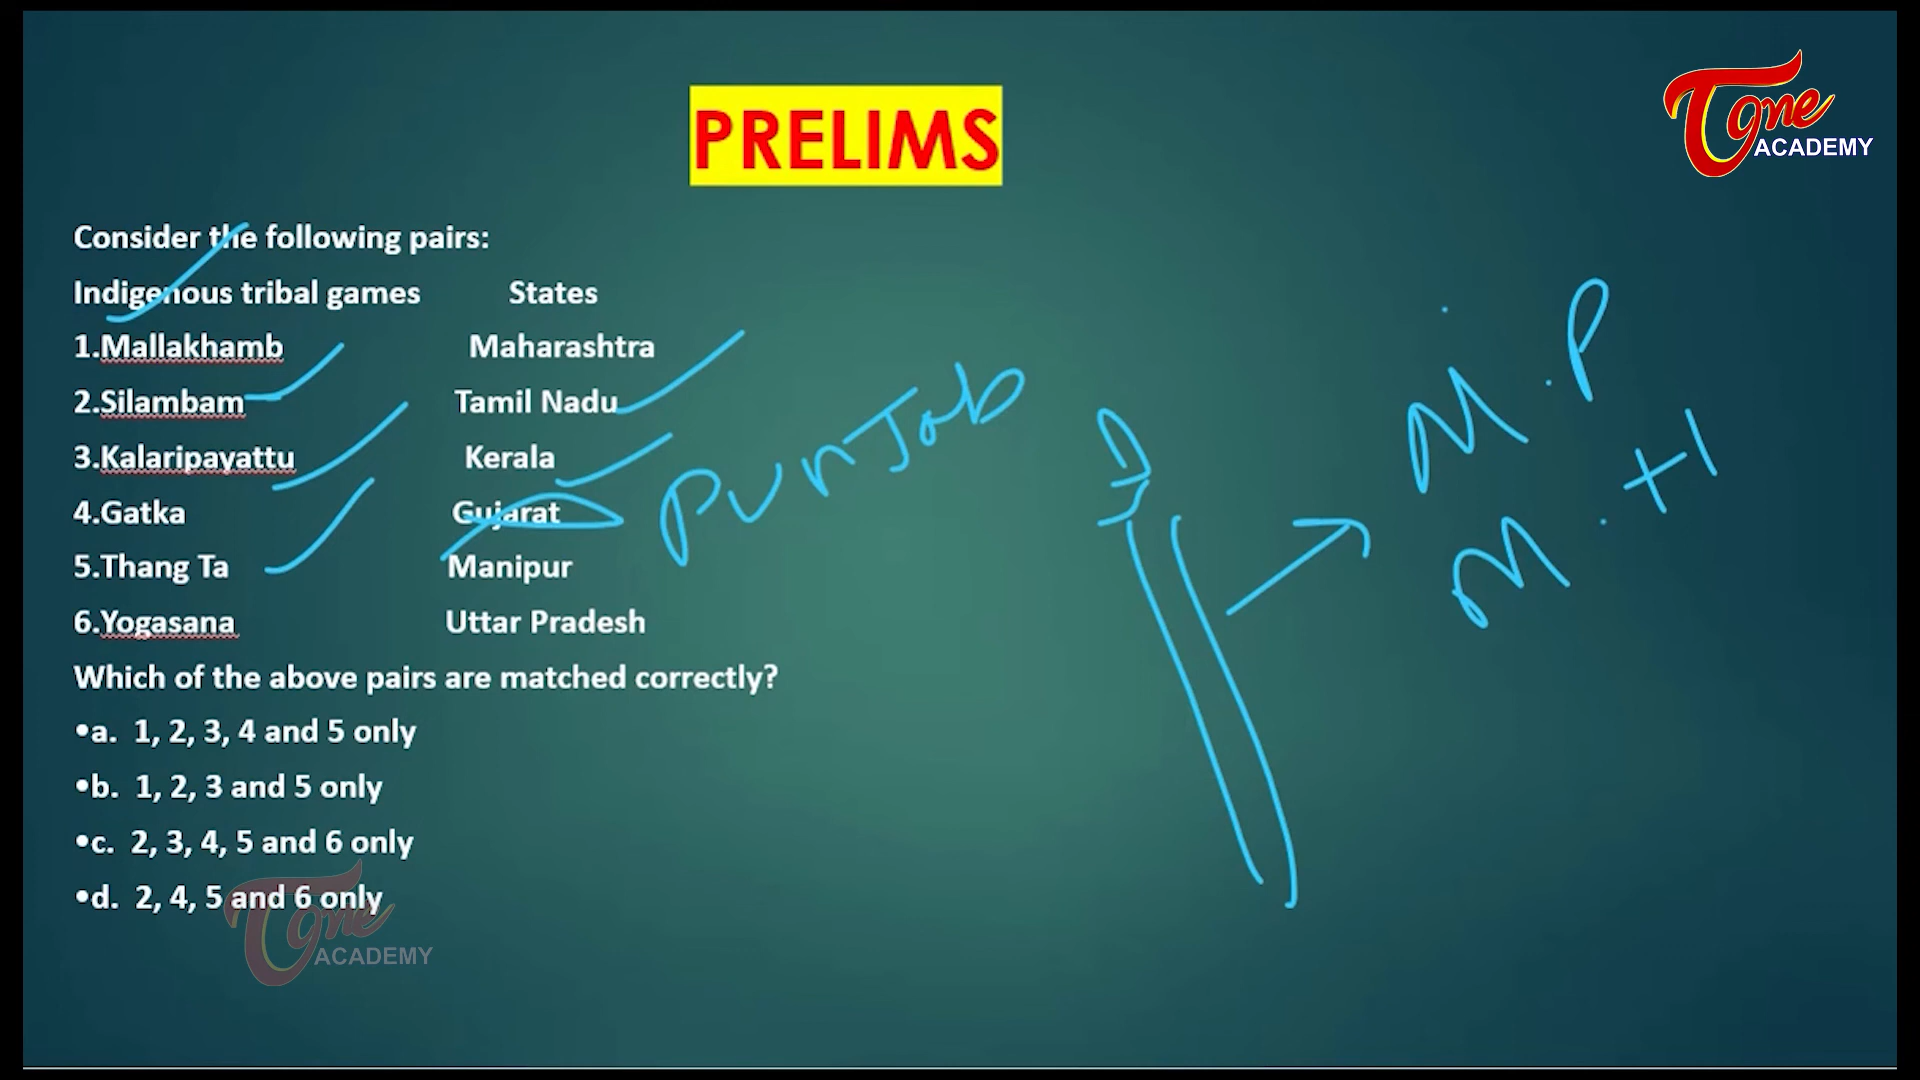 Tone
ACADEMY
PRELIMS
Consider the following pairs:
Indigenous tribal games States
1.Mallakhamb Maharashtra
2.Silambam Tamil Nadu
3.Kalaripayattu Kerala
4.Gatka Gujarat
5.Thang Ta Manipur
6.Yogasana Uttar Pradesh
Which of the above pairs are matched correctly?
•a. 1, 2, 3, 4 and 5 only
•b. 1, 2, 3 and 5 only
•c. 2, 3, 4, 5 and 6 only
•d. 2, 4, 5 and 6 only
Tone
ACADEMY
PunJab
M.P
M.H